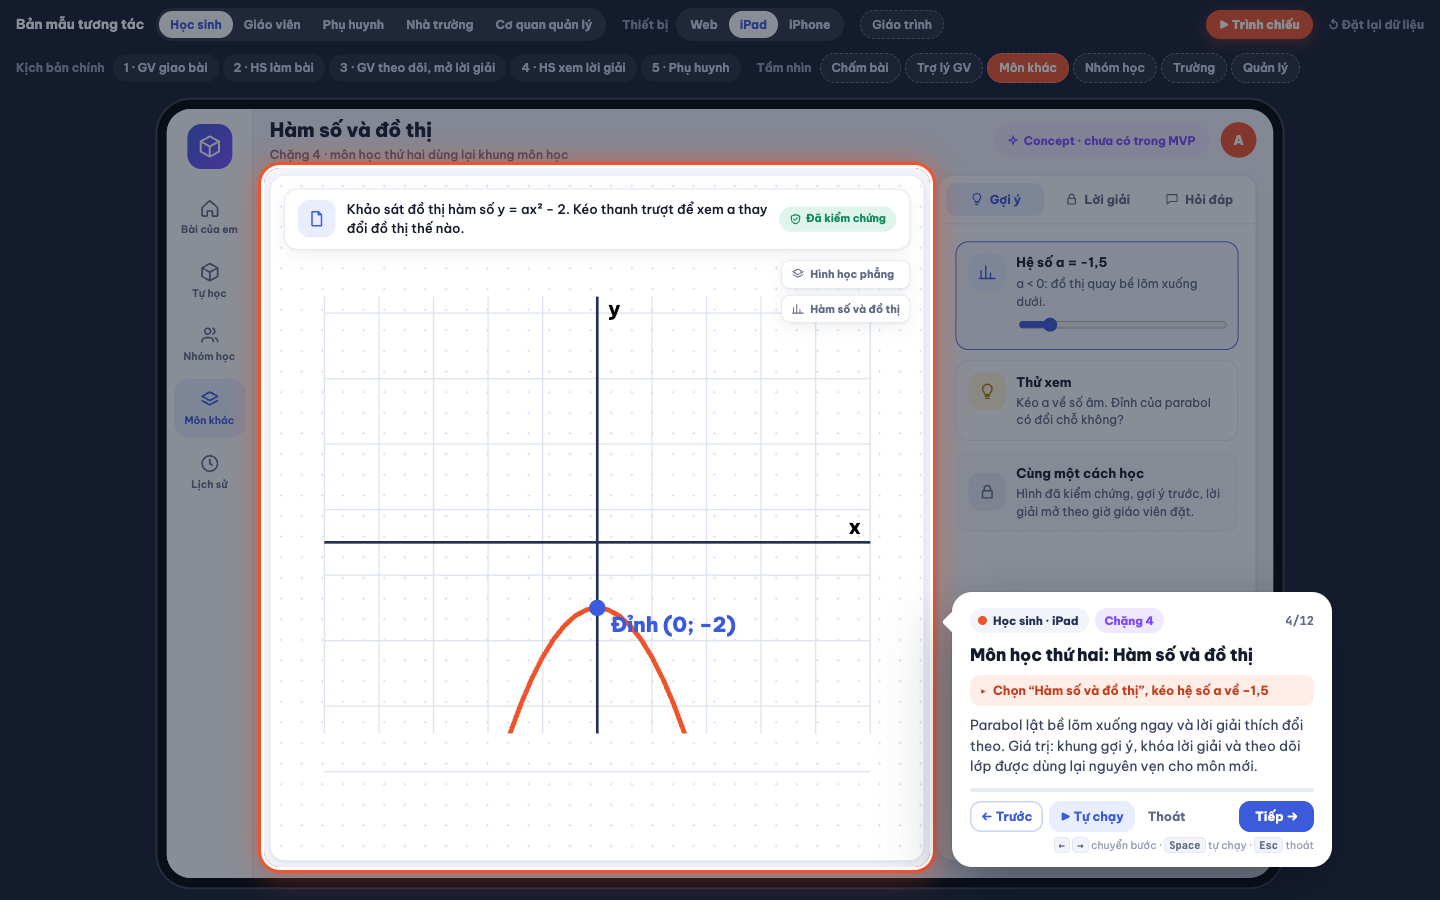 Bản mẫu tương tác
Học sinh
Giáo viên
Phụ huynh
Nhà trường
Cơ quan quản lý
Thiết bị
Web
iPad
iPhone
Giáo trình
Trình chiếu
Đặt lại dữ liệu
Kịch bản chính
1 · GV giao bài
2 · HS làm bài
3 · GV theo dõi, mở lời giải
4 · HS xem lời giải
5 · Phụ huynh
Tầm nhìn
Chấm bài
Trợ lý GV
Môn khác
Nhóm học
Trường
Quản lý
Hàm số và đồ thị
Chặng 4 · môn học thứ hai dùng lại khung môn học
Concept · chưa có trong MVP
A
Bài của em
Tự học
Nhóm học
Môn khác
Lịch sử
Khảo sát đồ thị hàm số y = ax² − 2. Kéo thanh trượt để xem a thay
đổi đồ thị thế nào.
Đã kiểm chứng
Hình học phẳng
Hàm số và đồ thị
y
x
Đỉnh (0; −2)
Gợi ý
Lời giải
Hỏi đáp
Hệ số a = -1,5
a < 0: đồ thị quay bề lõm xuống
dưới.
Thử xem
Kéo a về số âm. Đỉnh của parabol
có đổi chỗ không?
Cùng một cách học
Hình đã kiểm chứng, gợi ý trước, lời
giải mở theo giờ giáo viên đặt.
Học sinh · iPad
Chặng 4
4/12
Môn học thứ hai: Hàm số và đồ thị
▸ Chọn “Hàm số và đồ thị”, kéo hệ số a về −1,5
Parabol lật bề lõm xuống ngay và lời giải thích đổi
theo. Giá trị: khung gợi ý, khóa lời giải và theo dõi
lớp được dùng lại nguyên vẹn cho môn mới.
← Trước
Tự chạy
Thoát
Tiếp →
← → chuyển bước · Space tự chạy · Esc thoát